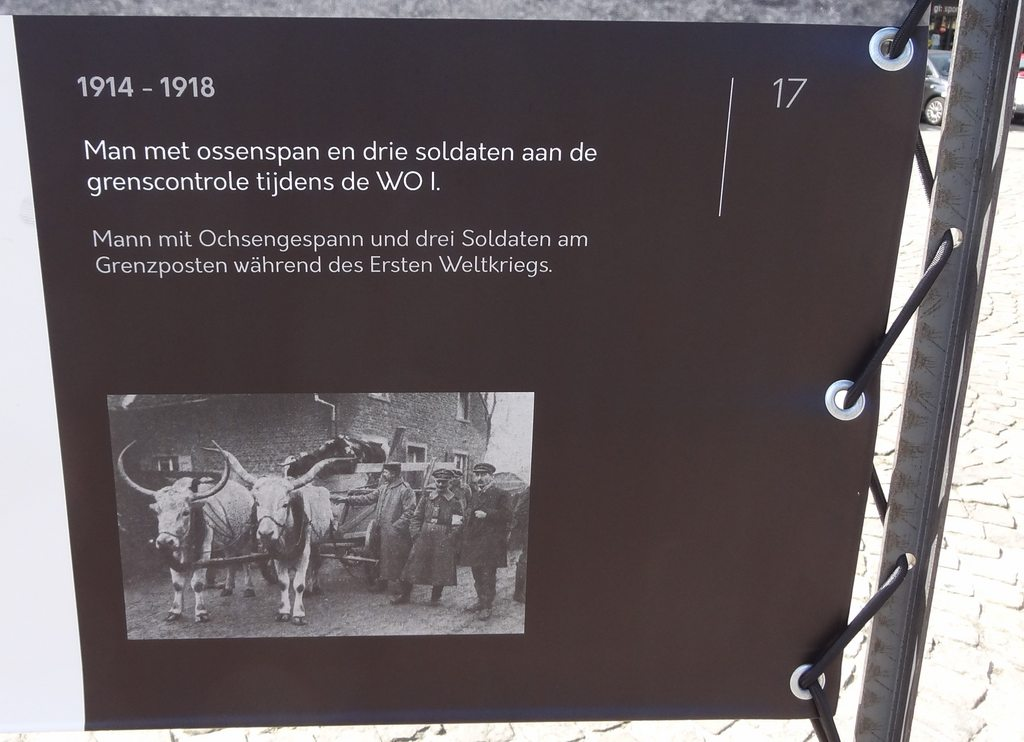 1914 - 1918
17
Man met ossenspan en drie soldaten aan de
grenscontrole tijdens de WO I.
Mann mit Ochsengespann und drei Soldaten am
Grenzposten während des Ersten Weltkriegs.